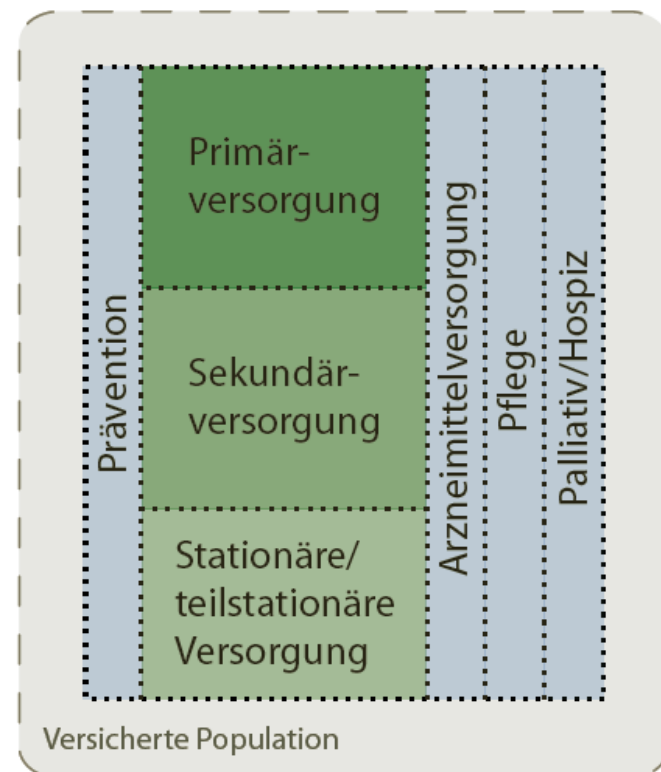 Prävention
Primär-
versorgung
Sekundär-
versorgung
Stationäre/
teilstationäre
Versorgung
Arzneimittelversorgung
Pflege
Palliativ/Hospiz
Versicherte Population